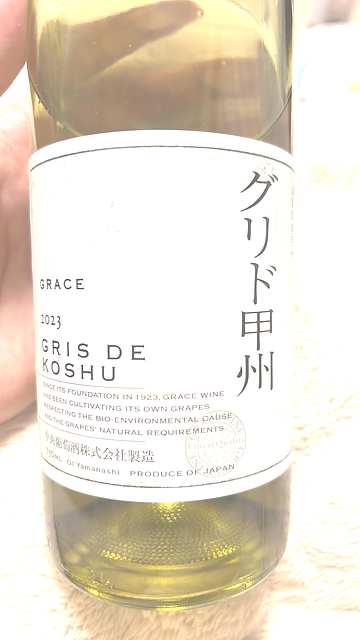 グリド甲州
GRACE
2023
GRIS DE
KOSHU
SINCE ITS FOUNDATION IN 1923, GRACE WINE
HAS BEEN CULTIVATING ITS OWN GRAPES
RESPECTING THE BIO-ENVIRONMENTAL CAUSE
AND THE GRAPES' NATURAL REQUIREMENTS.
中央葡萄酒株式会社製造
750ML GI Yamanashi PRODUCE OF JAPAN